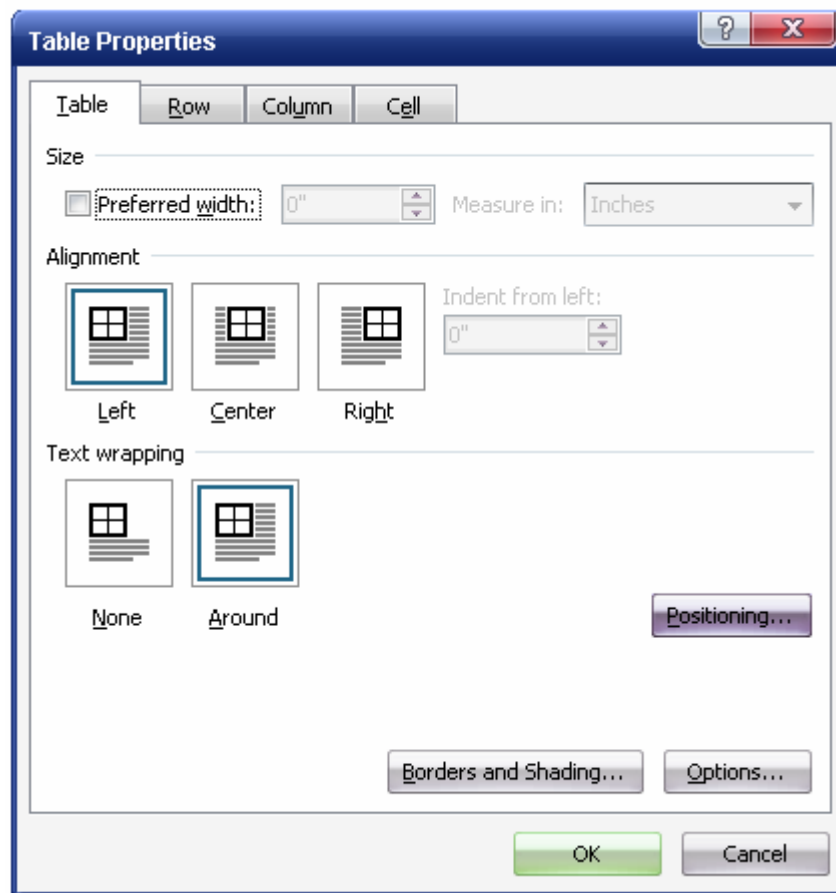 Table Properties
?
Table Row Column Cell
Size
Preferred width: 0" Measure in: Inches
Alignment
Indent from left:
0"
Left Center Right
Text wrapping
None Around
Positioning...
Borders and Shading... Options...
OK Cancel